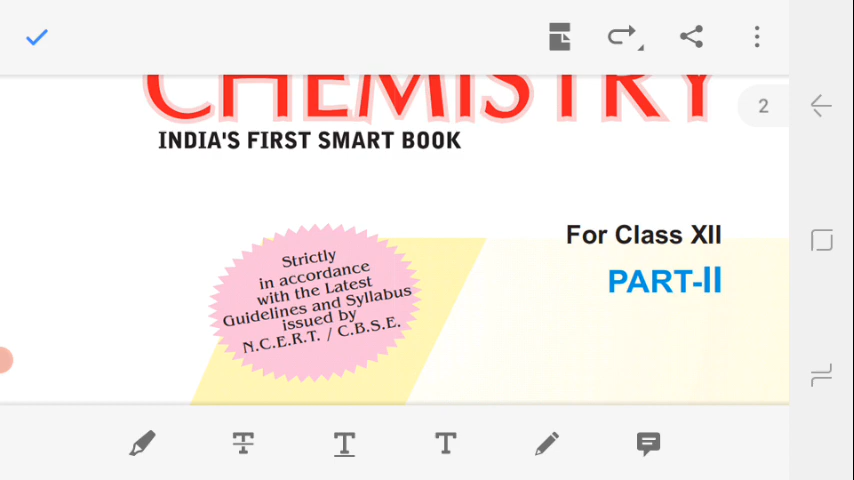 CHEMISTRY
2
INDIA'S FIRST SMART BOOK
For Class XII
PART-II
Strictly
in accordance
with the Latest
Guidelines and Syllabus
issued by
N.C.E.R.T. / C.B.S.E.
T
T
T